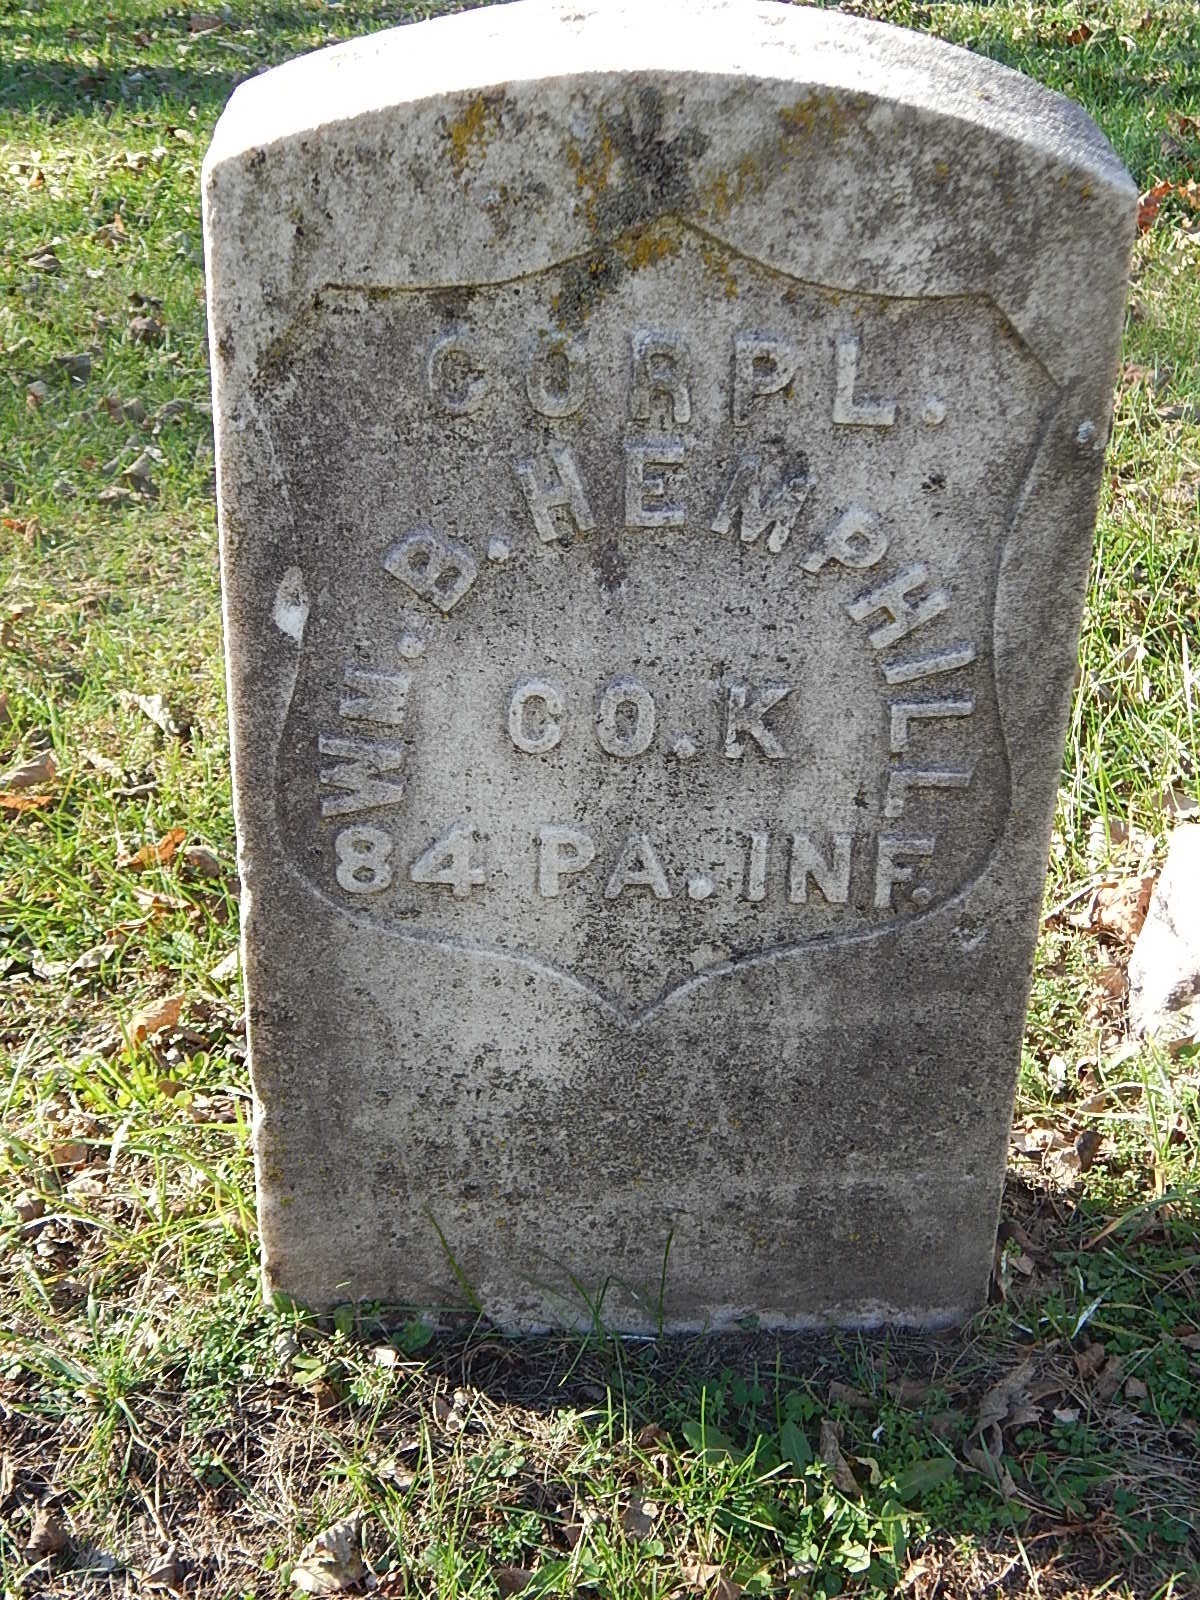 CORPL.
WM. B. HEMPHILL
CO. K
84 PA. INF.